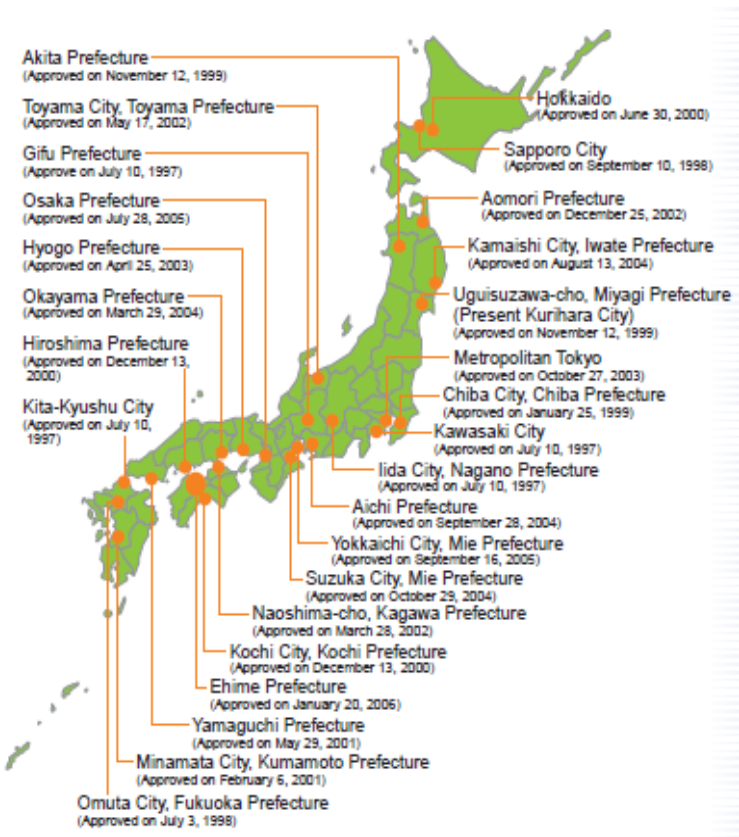 Akita Prefecture
(Approved on November 12, 1999)
Toyama City, Toyama Prefecture
(Approved on May 17, 2002)
Gifu Prefecture
(Approve on July 10, 1997)
Osaka Prefecture
(Approved on July 28, 2005)
Hyogo Prefecture
(Approved on April 25, 2003)
Okayama Prefecture
(Approved on March 29, 2004)
Hiroshima Prefecture
(Approved on December 13,
2000)
Kita-Kyushu City
(Approved on July 10,
1997)
Hokkaido
(Approved on June 30, 2000)
Sapporo City
(Approved on September 10, 1998)
Aomori Prefecture
(Approved on December 25, 2002)
Kamaishi City, Iwate Prefecture
(Approved on August 13, 2004)
Uguisuzawa-cho, Miyagi Prefecture
(Present Kurihara City)
(Approved on November 12, 1999)
Metropolitan Tokyo
(Approved on October 27, 2003)
Chiba City, Chiba Prefecture
(Approved on January 25, 1999)
Kawasaki City
(Approved on July 10, 1997)
Iida City, Nagano Prefecture
(Approved on July 10, 1997)
Aichi Prefecture
(Approved on September 28, 2004)
Yokkaichi City, Mie Prefecture
(Approved on September 16, 2005)
Suzuka City, Mie Prefecture
(Approved on October 29, 2004)
Naoshima-cho, Kagawa Prefecture
(Approved on March 28, 2002)
Kochi City, Kochi Prefecture
(Approved on December 13, 2000)
Ehime Prefecture
(Approved on January 20, 2006)
Yamaguchi Prefecture
(Approved on May 29, 2001)
Minamata City, Kumamoto Prefecture
(Approved on February 6, 2001)
Omuta City, Fukuoka Prefecture
(Approved on July 3, 1998)